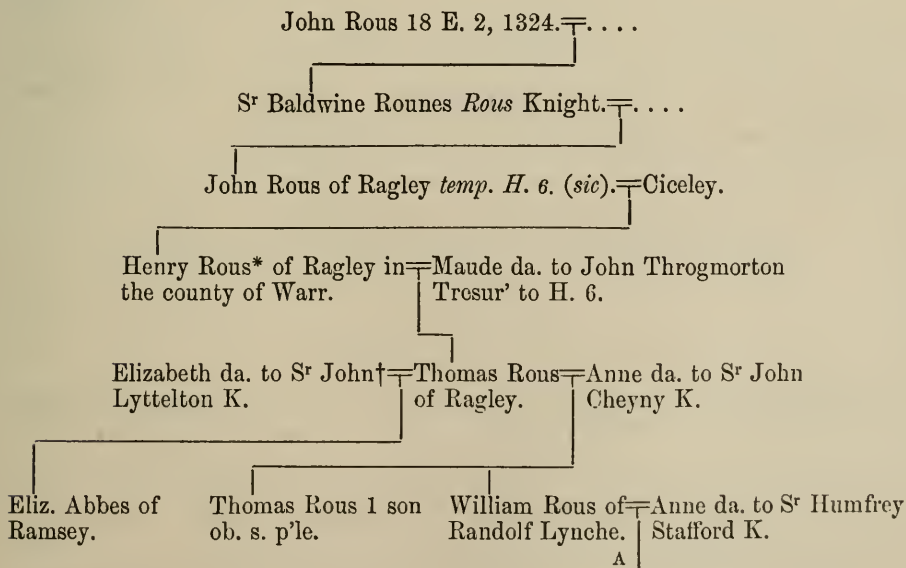 John Rous 18 E. 2, 1324.=. . . .
Sʳ Baldwine Rounes Rous Knight.=. . . .
John Rous of Ragley temp. H. 6. (sic).=Ciceley.
Henry Rous* of Ragley in=Maude da. to John Throgmorton
the county of Warr. Tresur' to H. 6.
Elizabeth da. to Sʳ John†=Thomas Rous=Anne da. to Sʳ John
Lyttelton K. of Ragley. Cheyny K.
Eliz. Abbes of Thomas Rous 1 son William Rous of=Anne da. to Sʳ Humfrey
Ramsey. ob. s. p'le. Randolf Lynche. Stafford K.
A